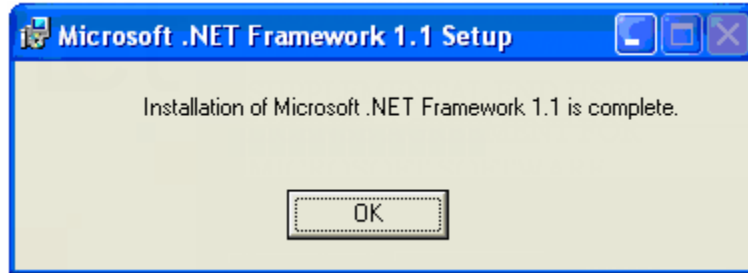 Microsoft .NET Framework 1.1 Setup
Installation of Microsoft .NET Framework 1.1 is complete.
OK